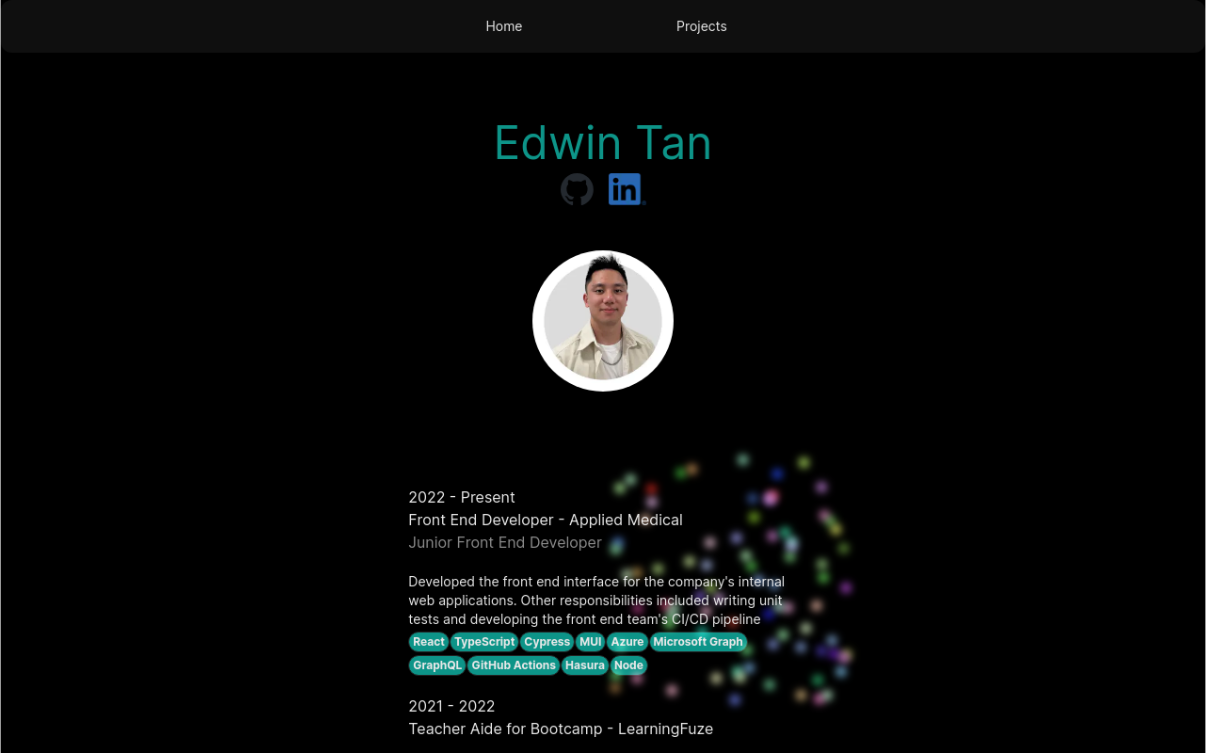 Home Projects
Edwin Tan
in
2022 - Present
Front End Developer - Applied Medical
Junior Front End Developer
Developed the front end interface for the company's internal
web applications. Other responsibilities included writing unit
tests and developing the front end team's CI/CD pipeline
React TypeScript Cypress MUI Azure Microsoft Graph
GraphQL GitHub Actions Hasura Node
2021 - 2022
Teacher Aide for Bootcamp - LearningFuze